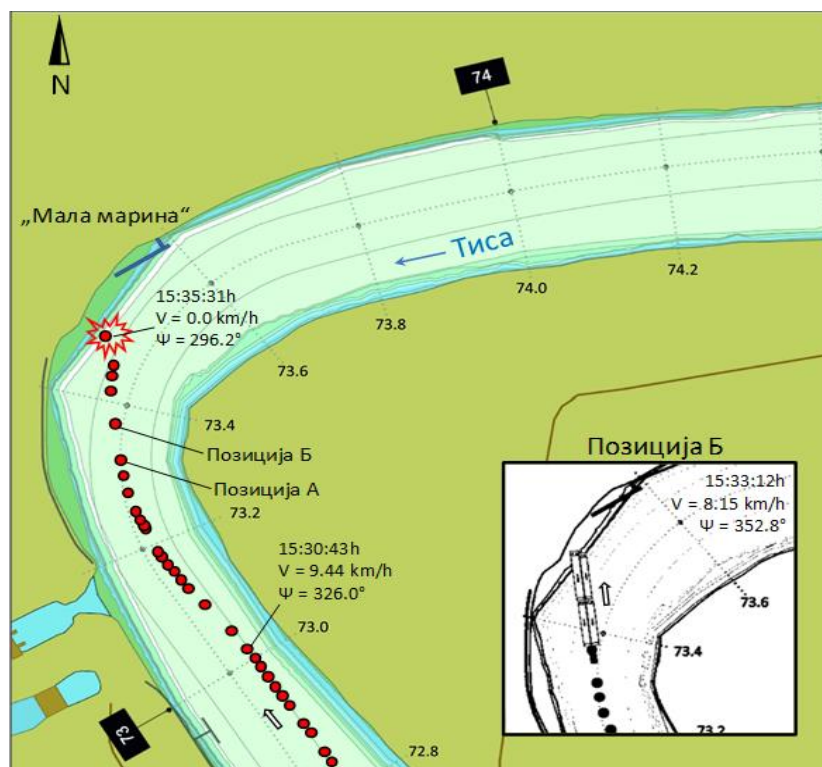 N
74
„Мала марина“
Тиса
74.2
74.0
73.8
15:35:31h
V = 0.0 km/h
Ψ = 296.2°
73.6
73.4
Позиција Б
Позиција А
73.2
15:30:43h
V = 9.44 km/h
Ψ = 326.0°
73.0
73
72.8
Позиција Б
15:33:12h
V = 8.15 km/h
Ψ = 352.8°
73.6
73.4
73.2